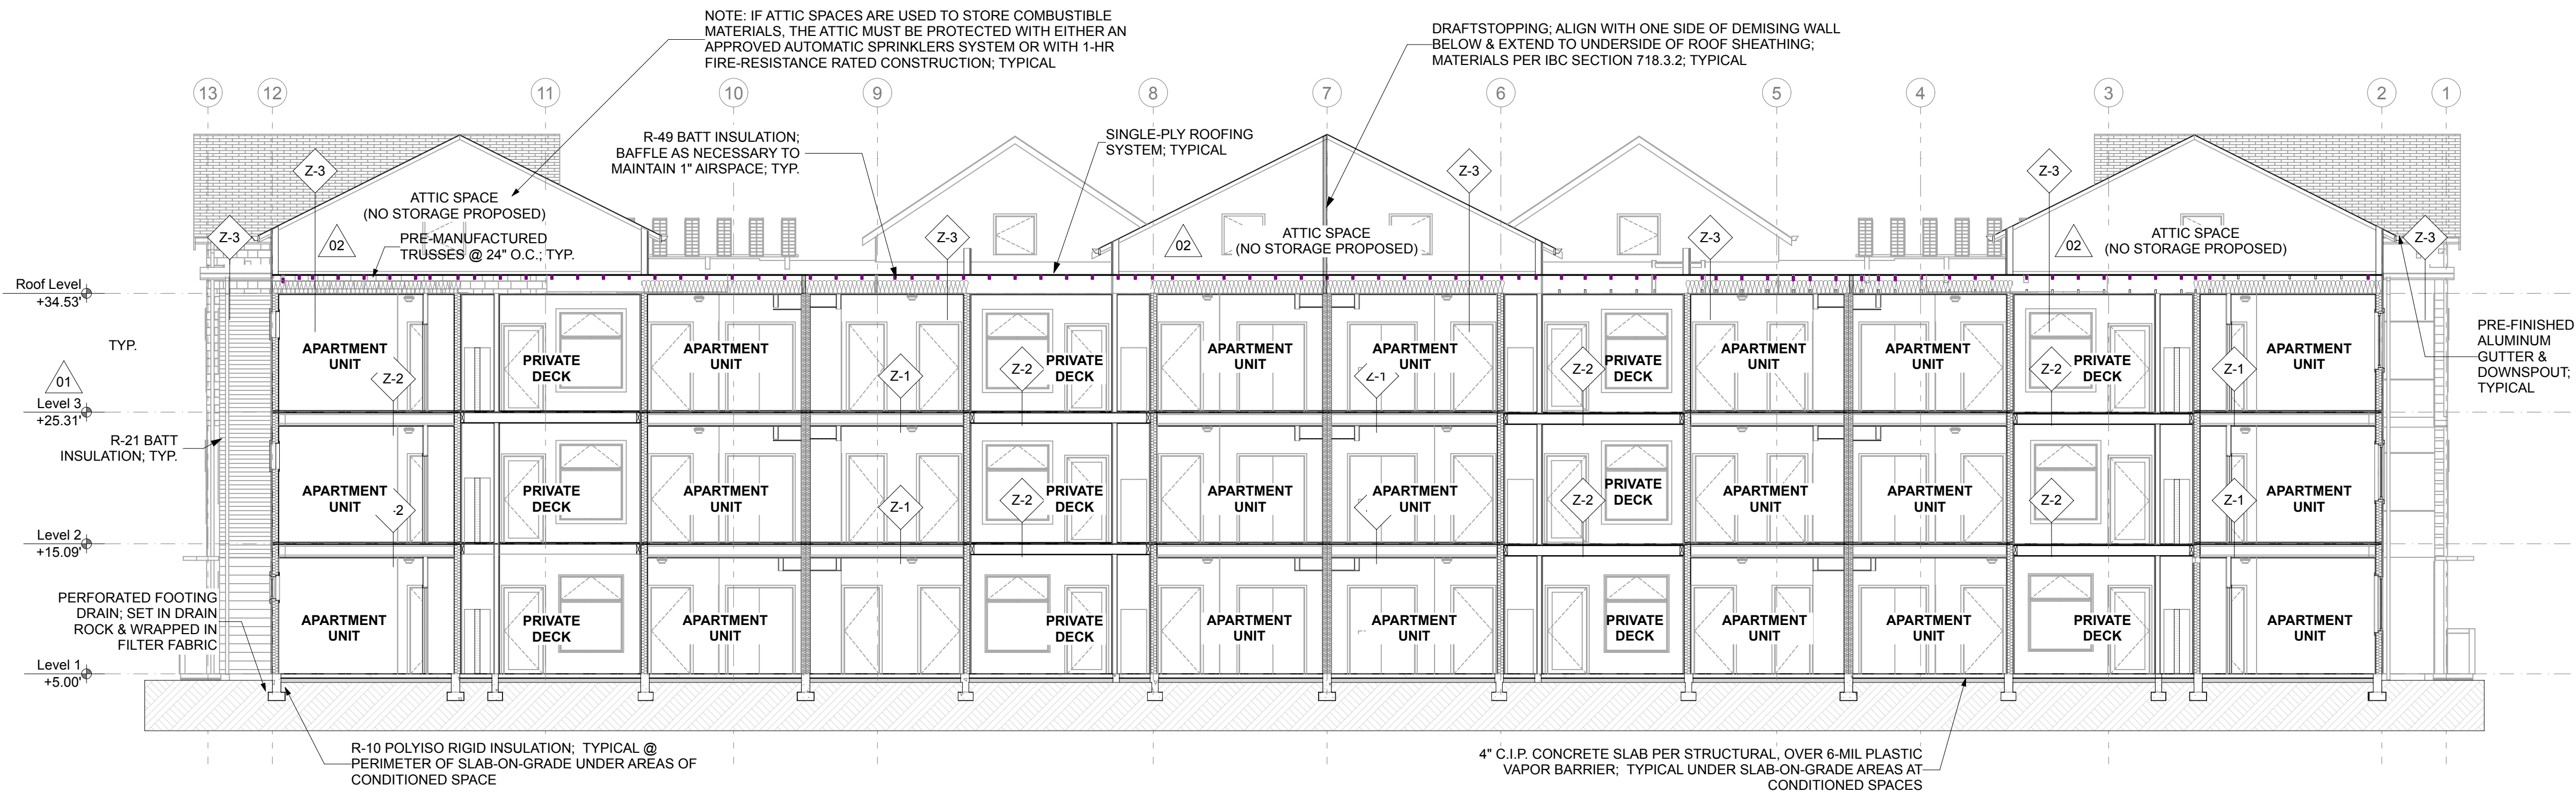 NOTE: IF ATTIC SPACES ARE USED TO STORE COMBUSTIBLE
MATERIALS, THE ATTIC MUST BE PROTECTED WITH EITHER AN
APPROVED AUTOMATIC SPRINKLERS SYSTEM OR WITH 1-HR
FIRE-RESISTANCE RATED CONSTRUCTION; TYPICAL
DRAFTSTOPPING; ALIGN WITH ONE SIDE OF DEMISING WALL
BELOW & EXTEND TO UNDERSIDE OF ROOF SHEATHING;
MATERIALS PER IBC SECTION 718.3.2; TYPICAL
13 12 11 10 9 8 7 6 5 4 3 2 1
R-49 BATT INSULATION;
BAFFLE AS NECESSARY TO
MAINTAIN 1" AIRSPACE; TYP.
SINGLE-PLY ROOFING
SYSTEM; TYPICAL
Z-3 Z-3 Z-3
ATTIC SPACE
(NO STORAGE PROPOSED)
ATTIC SPACE
(NO STORAGE PROPOSED)
ATTIC SPACE
(NO STORAGE PROPOSED)
Z-3 Z-3 Z-3 Z-3
02 02 02
PRE-MANUFACTURED
TRUSSES @ 24" O.C.; TYP.
Roof Level
+34.53'
TYP.
01
PRE-FINISHED
ALUMINUM
GUTTER &
DOWNSPOUT;
TYPICAL
APARTMENT
UNIT
PRIVATE
DECK
APARTMENT
UNIT
PRIVATE
DECK
APARTMENT
UNIT
APARTMENT
UNIT
PRIVATE
DECK
APARTMENT
UNIT
APARTMENT
UNIT
PRIVATE
DECK
APARTMENT
UNIT
Z-2 Z-1 Z-2 Z-1 Z-2 Z-2 Z-1
Level 3
+25.31'
R-21 BATT
INSULATION; TYP.
APARTMENT
UNIT
PRIVATE
DECK
APARTMENT
UNIT
PRIVATE
DECK
APARTMENT
UNIT
APARTMENT
UNIT
PRIVATE
DECK
APARTMENT
UNIT
APARTMENT
UNIT
PRIVATE
DECK
APARTMENT
UNIT
-2 Z-1 Z-2 Z-2 Z-2 Z-1
Level 2
+15.09'
PERFORATED FOOTING
DRAIN; SET IN DRAIN
ROCK & WRAPPED IN
FILTER FABRIC
APARTMENT
UNIT
PRIVATE
DECK
APARTMENT
UNIT
PRIVATE
DECK
APARTMENT
UNIT
APARTMENT
UNIT
PRIVATE
DECK
APARTMENT
UNIT
APARTMENT
UNIT
PRIVATE
DECK
APARTMENT
UNIT
Level 1
+5.00'
R-10 POLYISO RIGID INSULATION; TYPICAL @
PERIMETER OF SLAB-ON-GRADE UNDER AREAS OF
CONDITIONED SPACE
4" C.I.P. CONCRETE SLAB PER STRUCTURAL, OVER 6-MIL PLASTIC
VAPOR BARRIER; TYPICAL UNDER SLAB-ON-GRADE AREAS AT
CONDITIONED SPACES